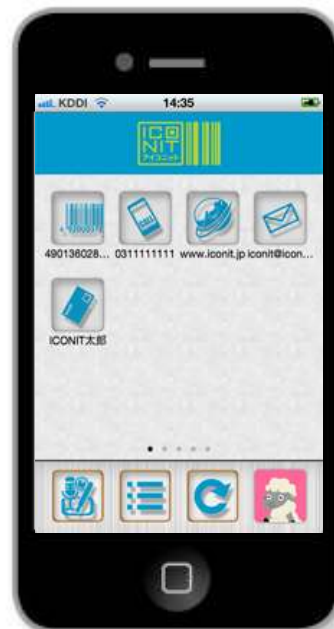 KDDI 14:35
ICO
NIT
アイコニット
490136028... 0311111111 www.iconit.jp iconit@icon...
ICONIT太郎